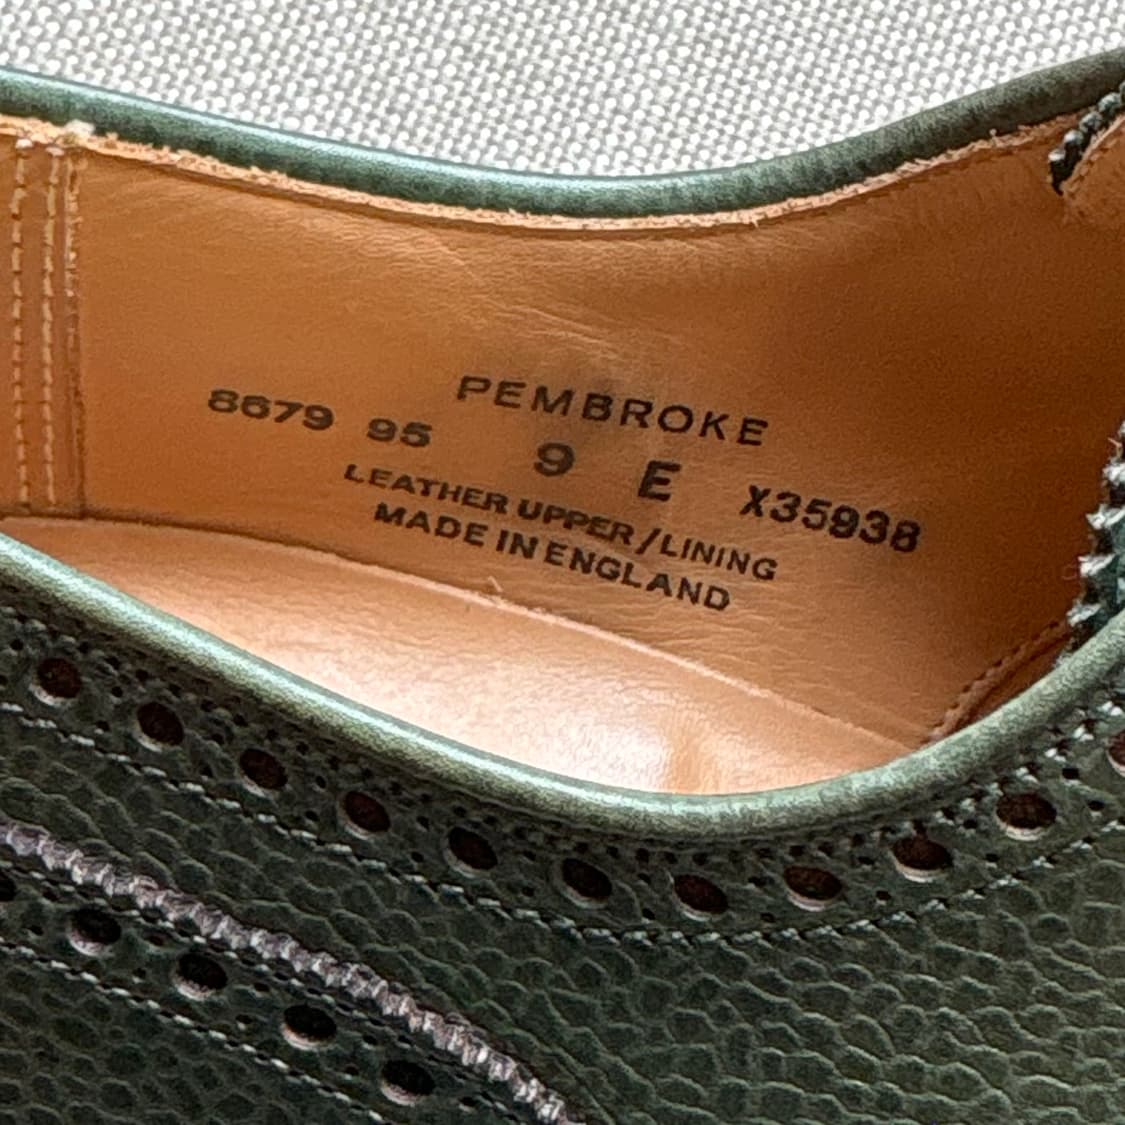 PEMBROKE
8679 95 9 E X35938
LEATHER UPPER/LINING
MADE IN ENGLAND